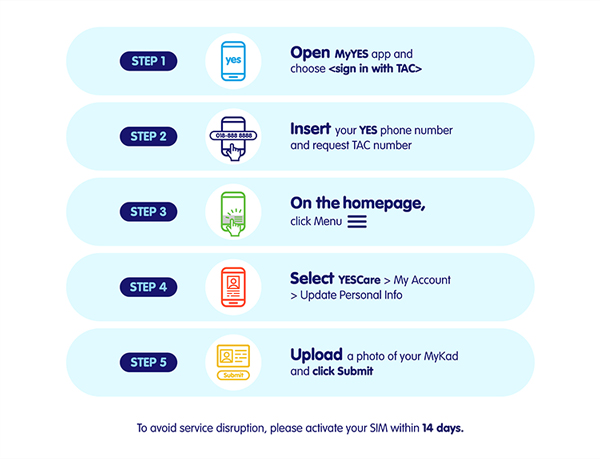 STEP 1
yes
Open MyYES app and
choose <sign in with TAC>
STEP 2
018-888 8888
Insert your YES phone number
and request TAC number
STEP 3
On the homepage,
click Menu
STEP 4
Select YESCare > My Account
> Update Personal Info
STEP 5
Submit
Upload a photo of your MyKad
and click Submit
To avoid service disruption, please activate your SIM within 14 days.